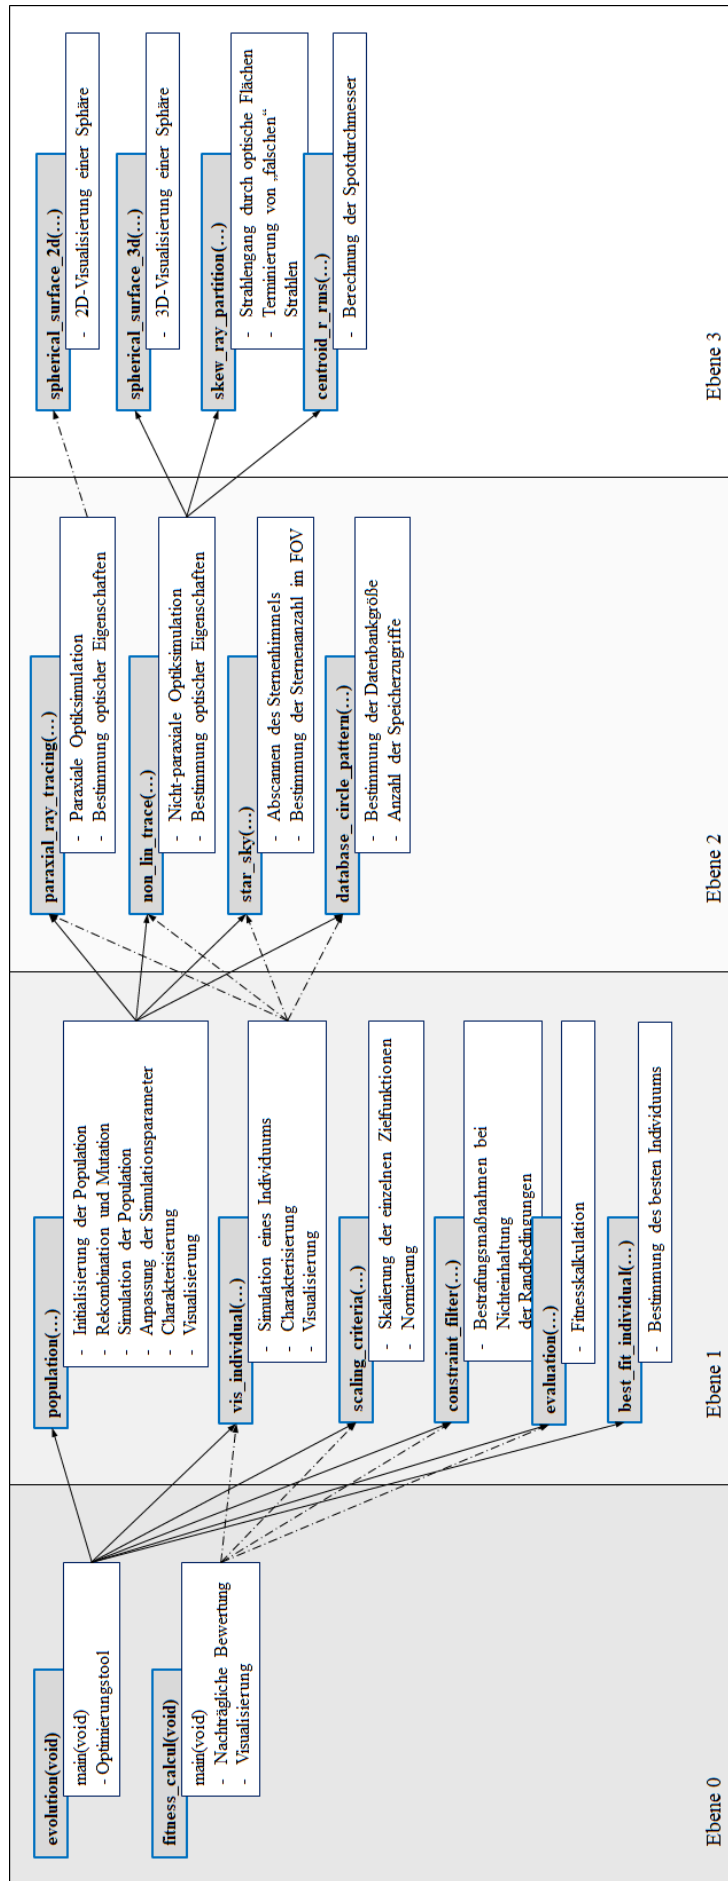 evolution(void)
main(void)
- Optimierungstool
fitness_calcul(void)
main(void)
- Nachträgliche Bewertung
- Visualisierung
Ebene 0
population(…)
- Initialisierung der Population
- Rekombination und Mutation
- Simulation der Population
- Anpassung der Simulationsparameter
- Charakterisierung
- Visualisierung
vis_individual(…)
- Simulation eines Individuums
- Charakterisierung
- Visualisierung
scaling_criteria(…)
- Skalierung der einzelnen Zielfunktionen
- Normierung
constraint_filter(…)
- Bestrafungsmaßnahmen bei
Nichteinhaltung
der Randbedingungen
evaluation(…)
- Fitnesskalkulation
best_fit_individual(…)
- Bestimmung des besten Individuums
Ebene 1
paraxial_ray_tracing(…)
- Paraxiale Optiksimulation
- Bestimmung optischer Eigenschaften
non_lin_trace(…)
- Nicht-paraxiale Optiksimulation
- Bestimmung optischer Eigenschaften
star_sky(…)
- Abscannen des Sternenhimmels
- Bestimmung der Sternenanzahl im FOV
database_circle_pattern(…)
- Bestimmung der Datenbankgröße
- Anzahl der Speicherzugriffe
Ebene 2
spherical_surface_2d(…)
- 2D-Visualisierung einer Sphäre
spherical_surface_3d(…)
- 3D-Visualisierung einer Sphäre
skew_ray_partition(…)
- Strahlengang durch optische Flächen
- Terminierung von „falschen“
Strahlen
centroid_r_rms(…)
- Berechnung der Spotdurchmesser
Ebene 3